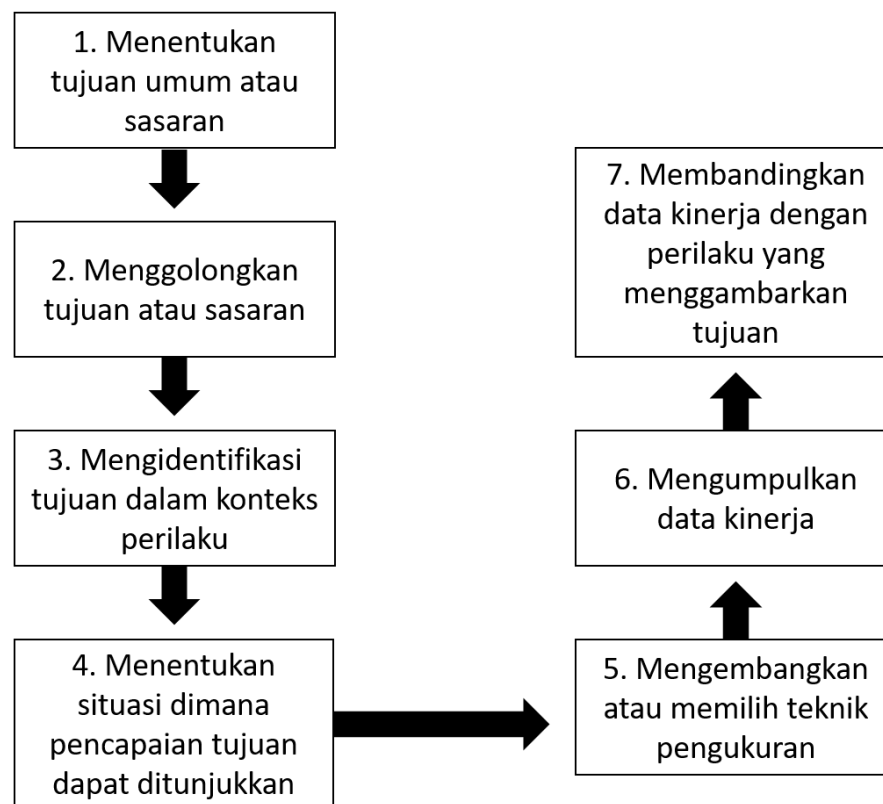 1. Menentukan
tujuan umum atau
sasaran
2. Menggolongkan
tujuan atau sasaran
3. Mengidentifikasi
tujuan dalam konteks
perilaku
4. Menentukan
situasi dimana
pencapaian tujuan
dapat ditunjukkan
5. Mengembangkan
atau memilih teknik
pengukuran
6. Mengumpulkan
data kinerja
7. Membandingkan
data kinerja dengan
perilaku yang
menggambarkan
tujuan